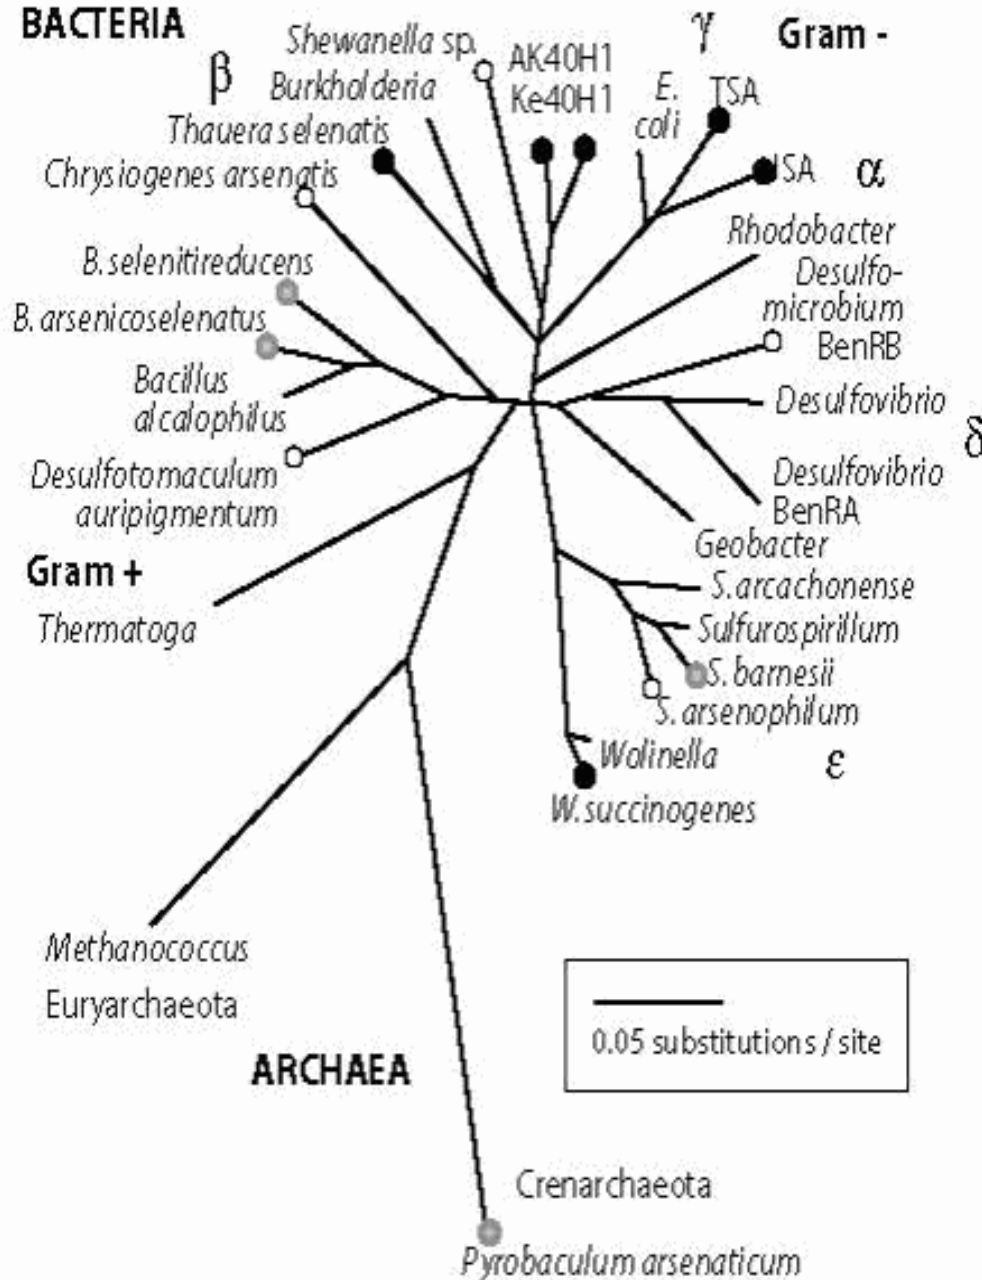 BACTERIA
β
Shewanella sp.
Burkholderia
Thauera selenatis
Chrysiogenes arsenatis
AK40H1
Ke40H1
γ
Gram -
E.
coli
TSA
ISA
α
Rhodobacter
Desulfo-
microbium
BenRB
Desulfovibrio
δ
Desulfovibrio
BenRA
Geobacter
B. selenitireducens
B. arsenicoselenatus
Bacillus
alcalophilus
Desulfotomaculum
auripigmentum
Gram +
Thermatoga
S. arcachonense
Sulfurospirillum
S. barnesii
S. arsenophilum
Wolinella
ε
W. succinogenes
Methanococcus
Euryarchaeota
ARCHAEA
0.05 substitutions / site
Crenarchaeota
Pyrobaculum arsenaticum